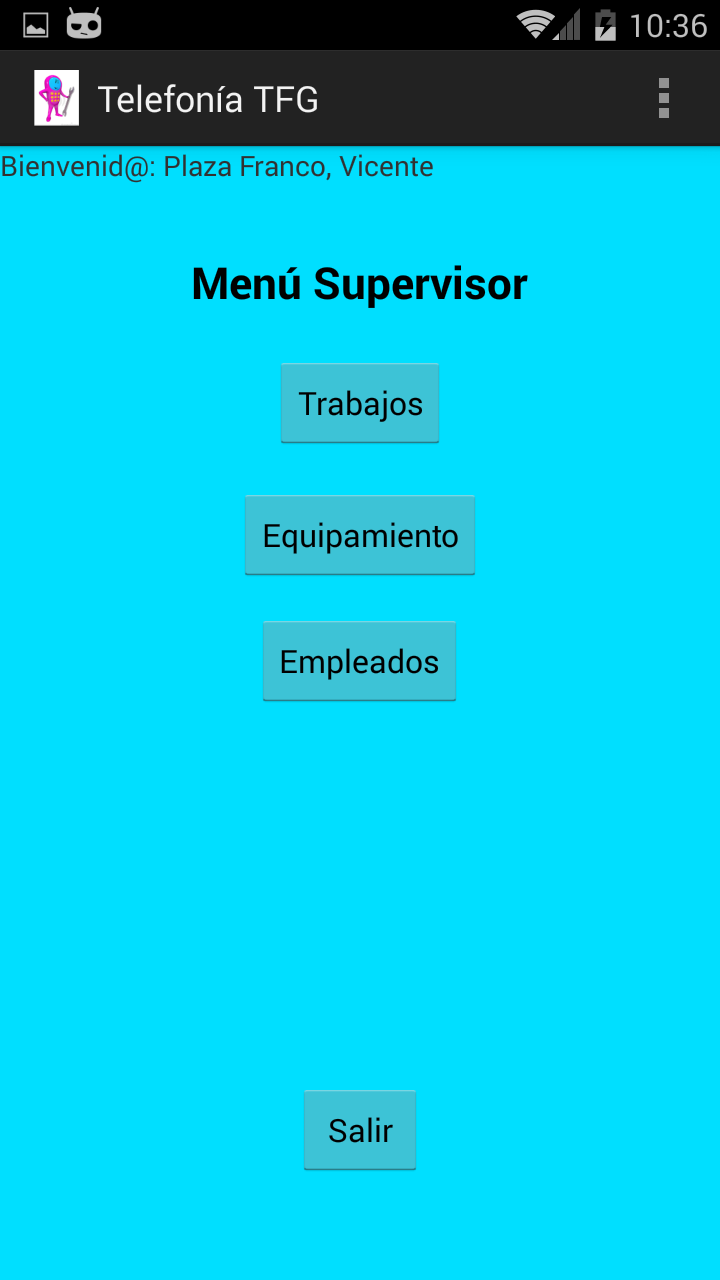 10:36
Telefonía TFG
Bienvenid@: Plaza Franco, Vicente
Menú Supervisor
Trabajos
Equipamiento
Empleados
Salir